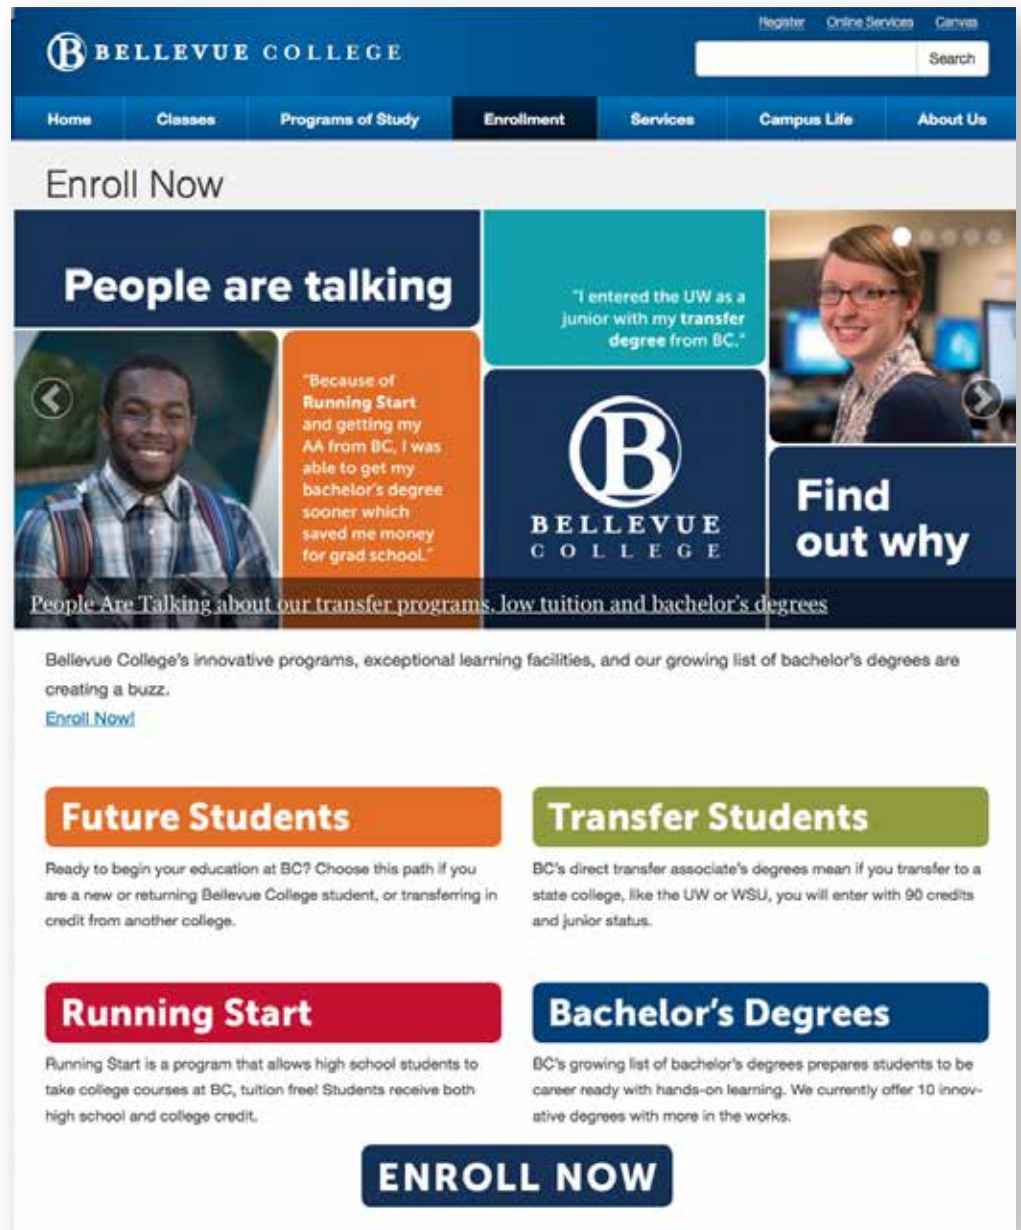 Register Online Services Canvas
B BELLEVUE COLLEGE
Search
Home Classes Programs of Study Enrollment Services Campus Life About Us
Enroll Now
People are talking
"I entered the UW as a
junior with my transfer
degree from BC."
"Because of
Running Start
and getting my
AA from BC, I was
able to get my
bachelor's degree
sooner which
saved me money
for grad school."
B
BELLEVUE
COLLEGE
Find
out why
People Are Talking about our transfer programs, low tuition and bachelor's degrees
Bellevue College's innovative programs, exceptional learning facilities, and our growing list of bachelor's degrees are
creating a buzz.
Enroll Now!
Future Students
Ready to begin your education at BC? Choose this path if you
are a new or returning Bellevue College student, or transferring in
credit from another college.
Transfer Students
BC's direct transfer associate's degrees mean if you transfer to a
state college, like the UW or WSU, you will enter with 90 credits
and junior status.
Running Start
Running Start is a program that allows high school students to
take college courses at BC, tuition free! Students receive both
high school and college credit.
Bachelor's Degrees
BC's growing list of bachelor's degrees prepares students to be
career ready with hands-on learning. We currently offer 10 innov-
ative degrees with more in the works.
ENROLL NOW